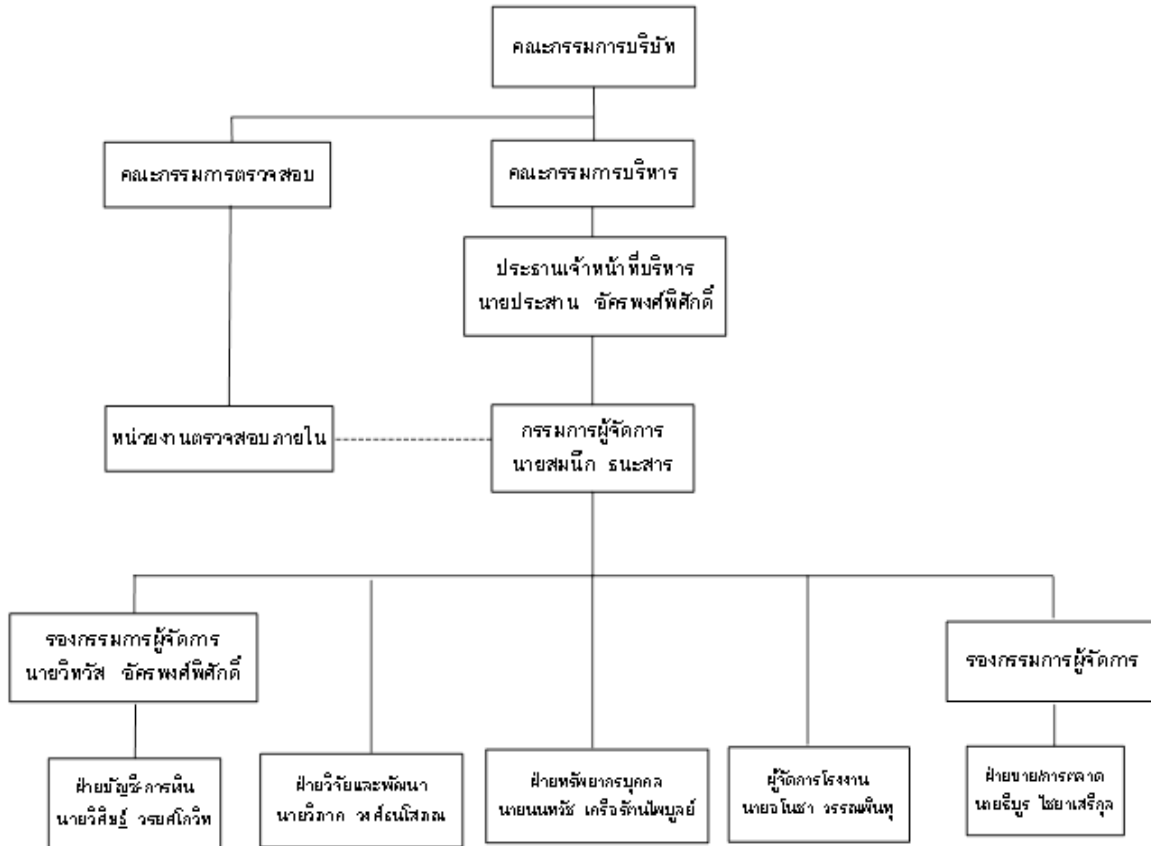 คณะกรรมการบริษัท
คณะกรรมการตรวจสอบ
คณะกรรมการบริหาร
ประธานเจ้าหน้าที่บริหาร
นายประสาน อัครพงศ์พิศักดิ์
หน่วยงานตรวจสอบภายใน
กรรมการผู้จัดการ
นายสมนึก ธนะสาร
รองกรรมการผู้จัดการ
นายวิทวัส อัครพงศ์พิศักดิ์
รองกรรมการผู้จัดการ
ฝ่ายบัญชี-การเงิน
นายวิศิษฐ์ วรยศโกวิท
ฝ่ายวิจัยและพัฒนา
นายวิภาค วงศ์ธนโสภณ
ฝ่ายทรัพยากรบุคคล
นายนนทวัช เครือรัตนไพบูลย์
ผู้จัดการโรงงาน
นายอโนชา วรรณพินทุ
ฝ่ายขาย/การตลาด
นายธีบูร ไชยาเสรีกุล